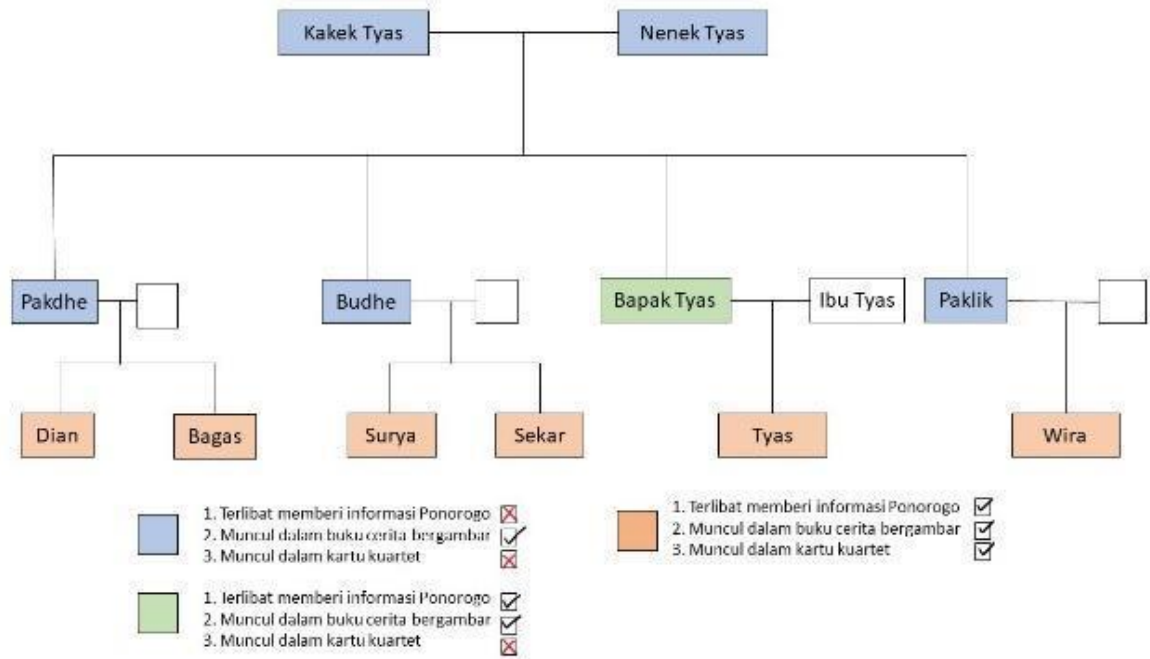 Kakek Tyas
Nenek Tyas
Pakdhe
Budhe
Bapak Tyas
Ibu Tyas
Paklik
Dian
Bagas
Surya
Sekar
Tyas
Wira
1. Terlibat memberi informasi Ponorogo
2. Muncul dalam buku cerita bergambar
3. Muncul dalam kartu kuartet
1. Terlibat memberi informasi Ponorogo
2. Muncul dalam buku cerita bergambar
3. Muncul dalam kartu kuartet
1. Terlibat memberi informasi Ponorogo
2. Muncul dalam buku cerita bergambar
3. Muncul dalam kartu kuartet